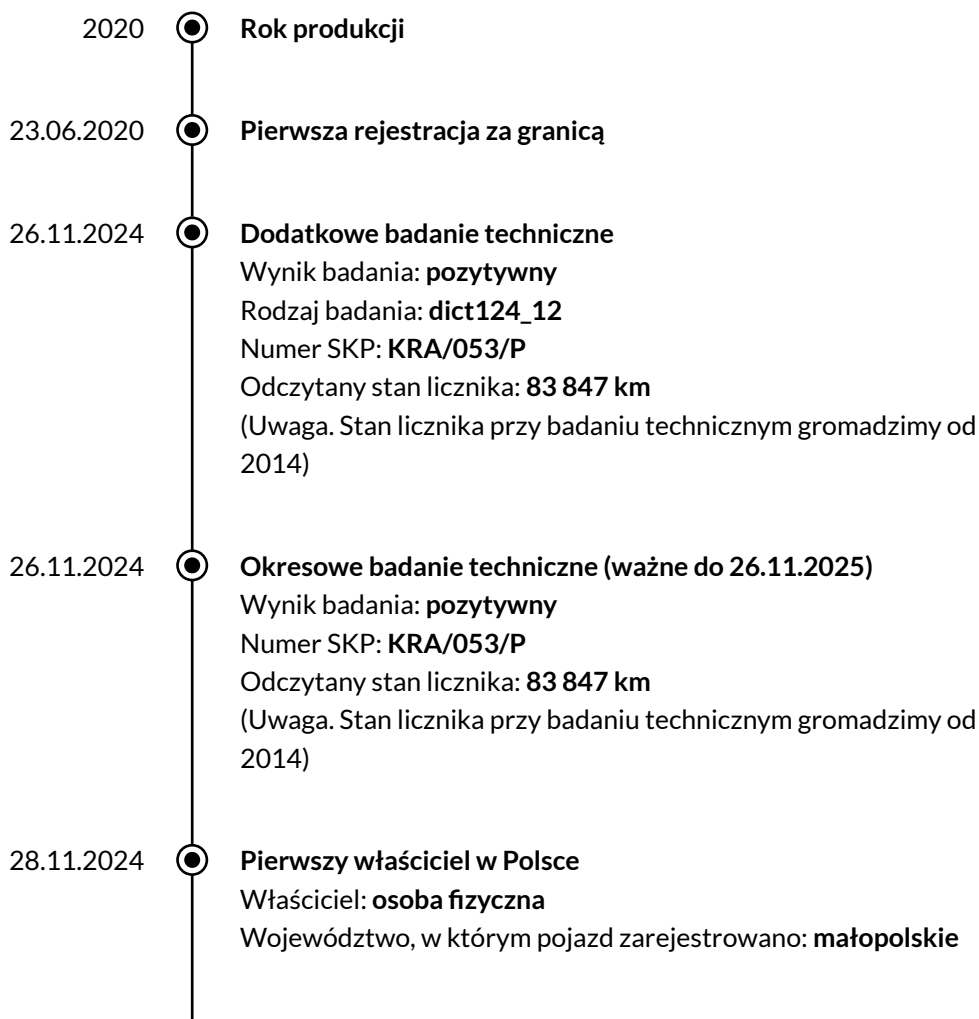 2020 Rok produkcji
23.06.2020 Pierwsza rejestracja za granicą
26.11.2024 Dodatkowe badanie techniczne
Wynik badania: pozytywny
Rodzaj badania: dict124_12
Numer SKP: KRA/053/P
Odczytany stan licznika: 83 847 km
(Uwaga. Stan licznika przy badaniu technicznym gromadzimy od
2014)
26.11.2024 Okresowe badanie techniczne (ważne do 26.11.2025)
Wynik badania: pozytywny
Numer SKP: KRA/053/P
Odczytany stan licznika: 83 847 km
(Uwaga. Stan licznika przy badaniu technicznym gromadzimy od
2014)
28.11.2024 Pierwszy właściciel w Polsce
Właściciel: osoba fizyczna
Województwo, w którym pojazd zarejestrowano: małopolskie